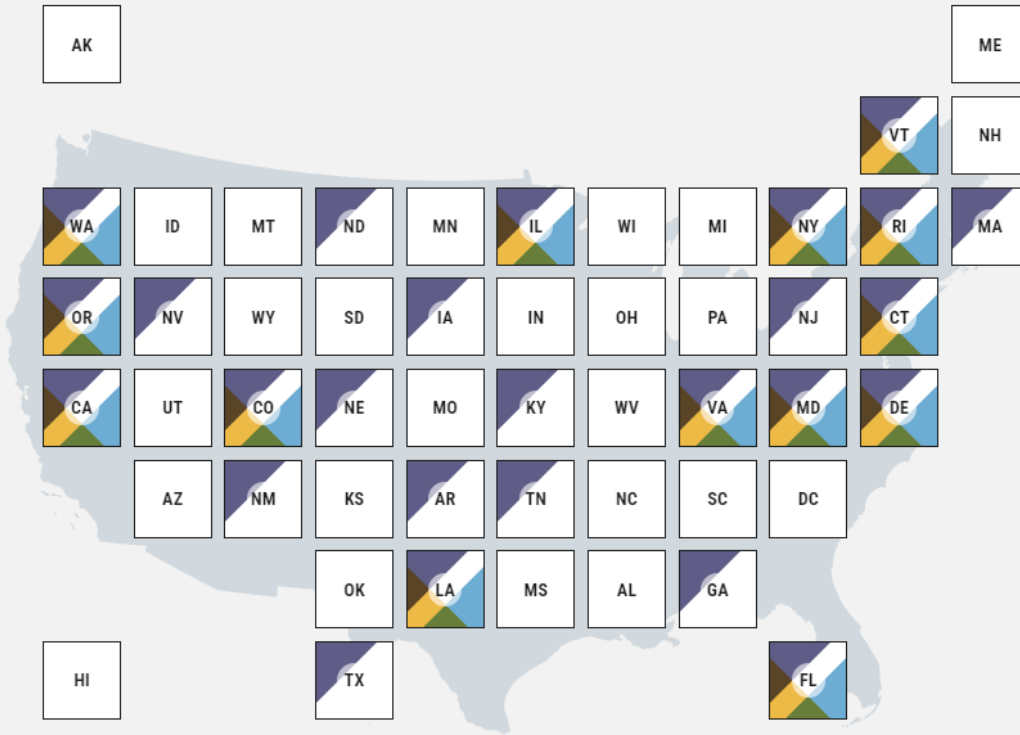 AK ME
VT NH
WA ID MT ND MN IL WI MI NY RI MA
OR NV WY SD IA IN OH PA NJ CT
CA UT CO NE MO KY WV VA MD DE
AZ NM KS AR TN NC SC DC
OK LA MS AL GA
HI TX FL